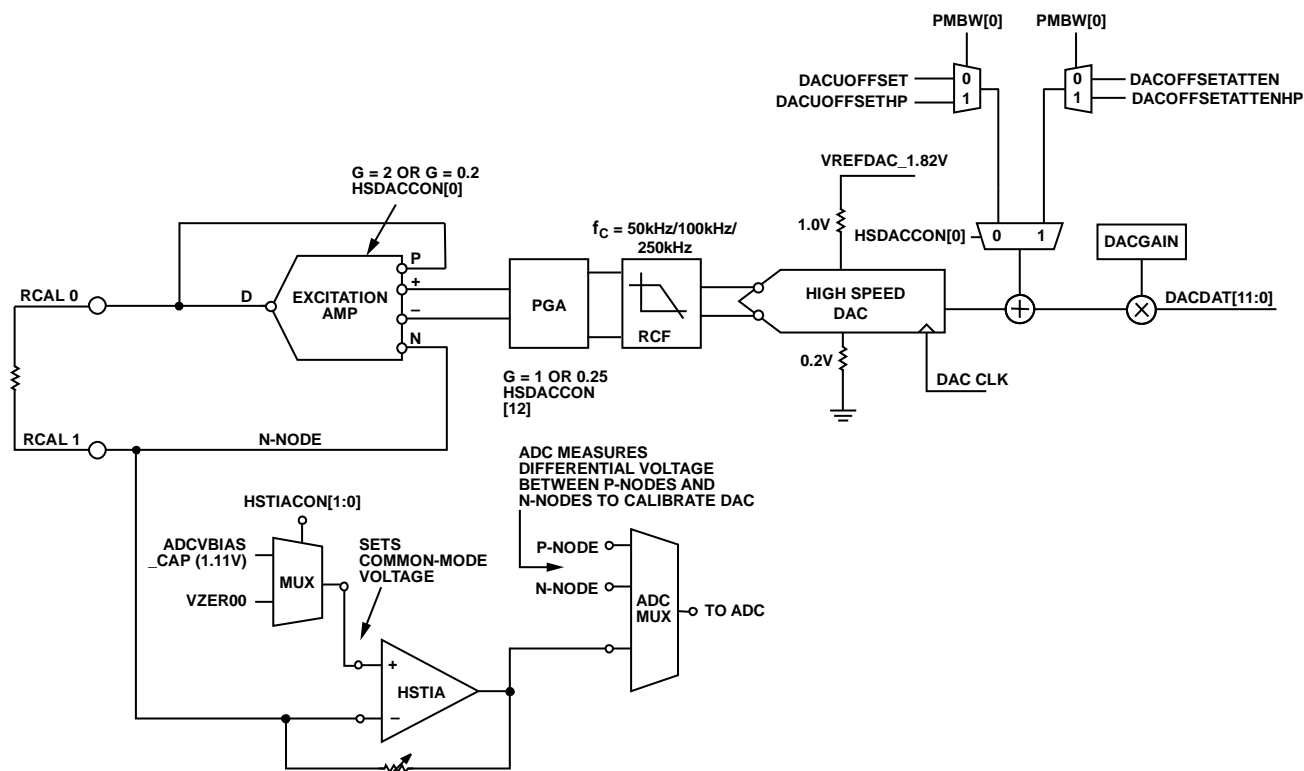 PMBW[0]
PMBW[0]
DACUOFFSET
DACUOFFSETHP
0
1
0
1
DACOFFSETATTEN
DACOFFSETATTENHP
G = 2 OR G = 0.2
HSDACCON[0]
VREFDAC_1.82V
1.0V
HSDACCON[0]
0
1
DACGAIN
fC = 50kHz/100kHz/
250kHz
P
+
–
N
D
EXCITATION
AMP
PGA
RCF
HIGH SPEED
DAC
+
×
DACDAT[11:0]
RCAL 0
0.2V
DAC CLK
G = 1 OR 0.25
HSDACCON
[12]
RCAL 1
N-NODE
ADC MEASURES
DIFFERENTIAL VOLTAGE
BETWEEN P-NODES AND
N-NODES TO CALIBRATE DAC
HSTIACON[1:0]
ADCVBIAS
_CAP (1.11V)
VZER00
MUX
SETS
COMMON-MODE
VOLTAGE
P-NODE
N-NODE
ADC
MUX
TO ADC
+
–
HSTIA